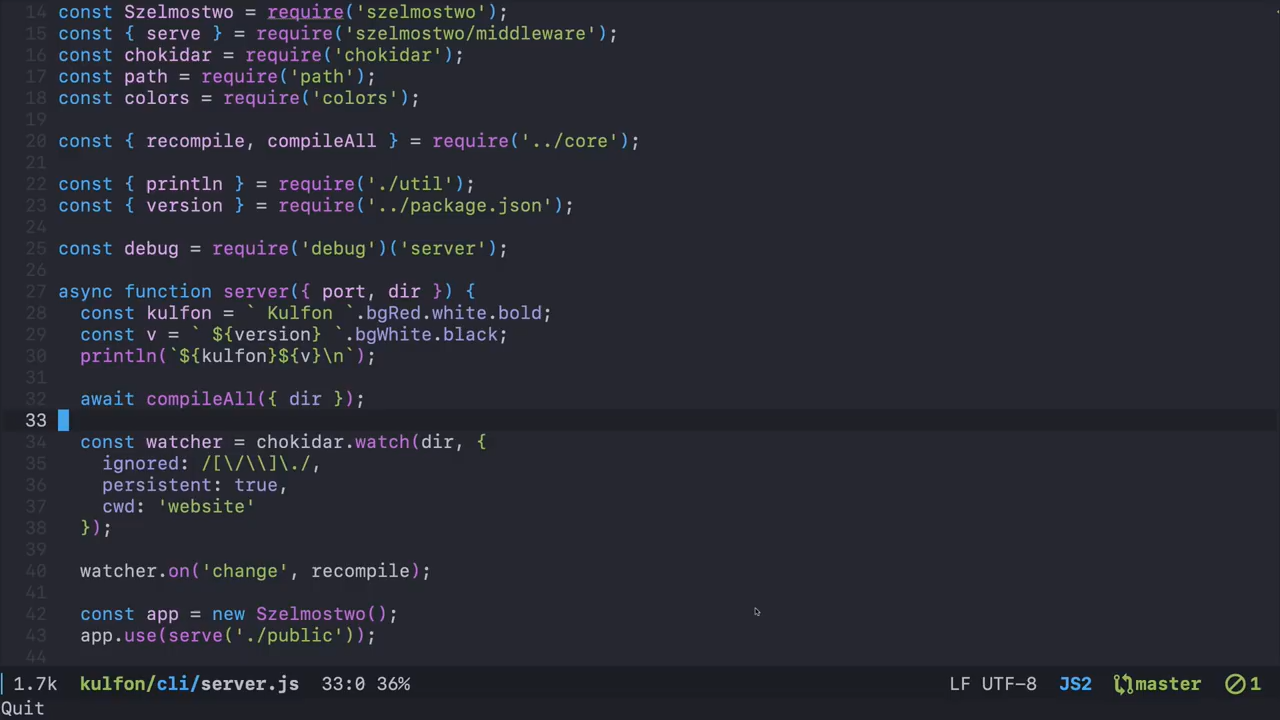 14 const Szelmostwo = require('szelmostwo');
15 const { serve } = require('szelmostwo/middleware');
16 const chokidar = require('chokidar');
17 const path = require('path');
18 const colors = require('colors');
19
20 const { recompile, compileAll } = require('../core');
21
22 const { println } = require('./util');
23 const { version } = require('../package.json');
24
25 const debug = require('debug')('server');
26
27 async function server({ port, dir }) {
28   const kulfon = ` Kulfon `.bgRed.white.bold;
29   const v = ` ${version} `.bgWhite.black;
30   println(`${kulfon}${v}\n`);
31
32   await compileAll({ dir });
33
34   const watcher = chokidar.watch(dir, {
35     ignored: /[\/\\]\./,
36     persistent: true,
37     cwd: 'website'
38   });
39
40   watcher.on('change', recompile);
41
42   const app = new Szelmostwo();
43   app.use(serve('./public'));
44
1.7k kulfon/cli/server.js 33:0 36% LF UTF-8 JS2 master 1
Quit